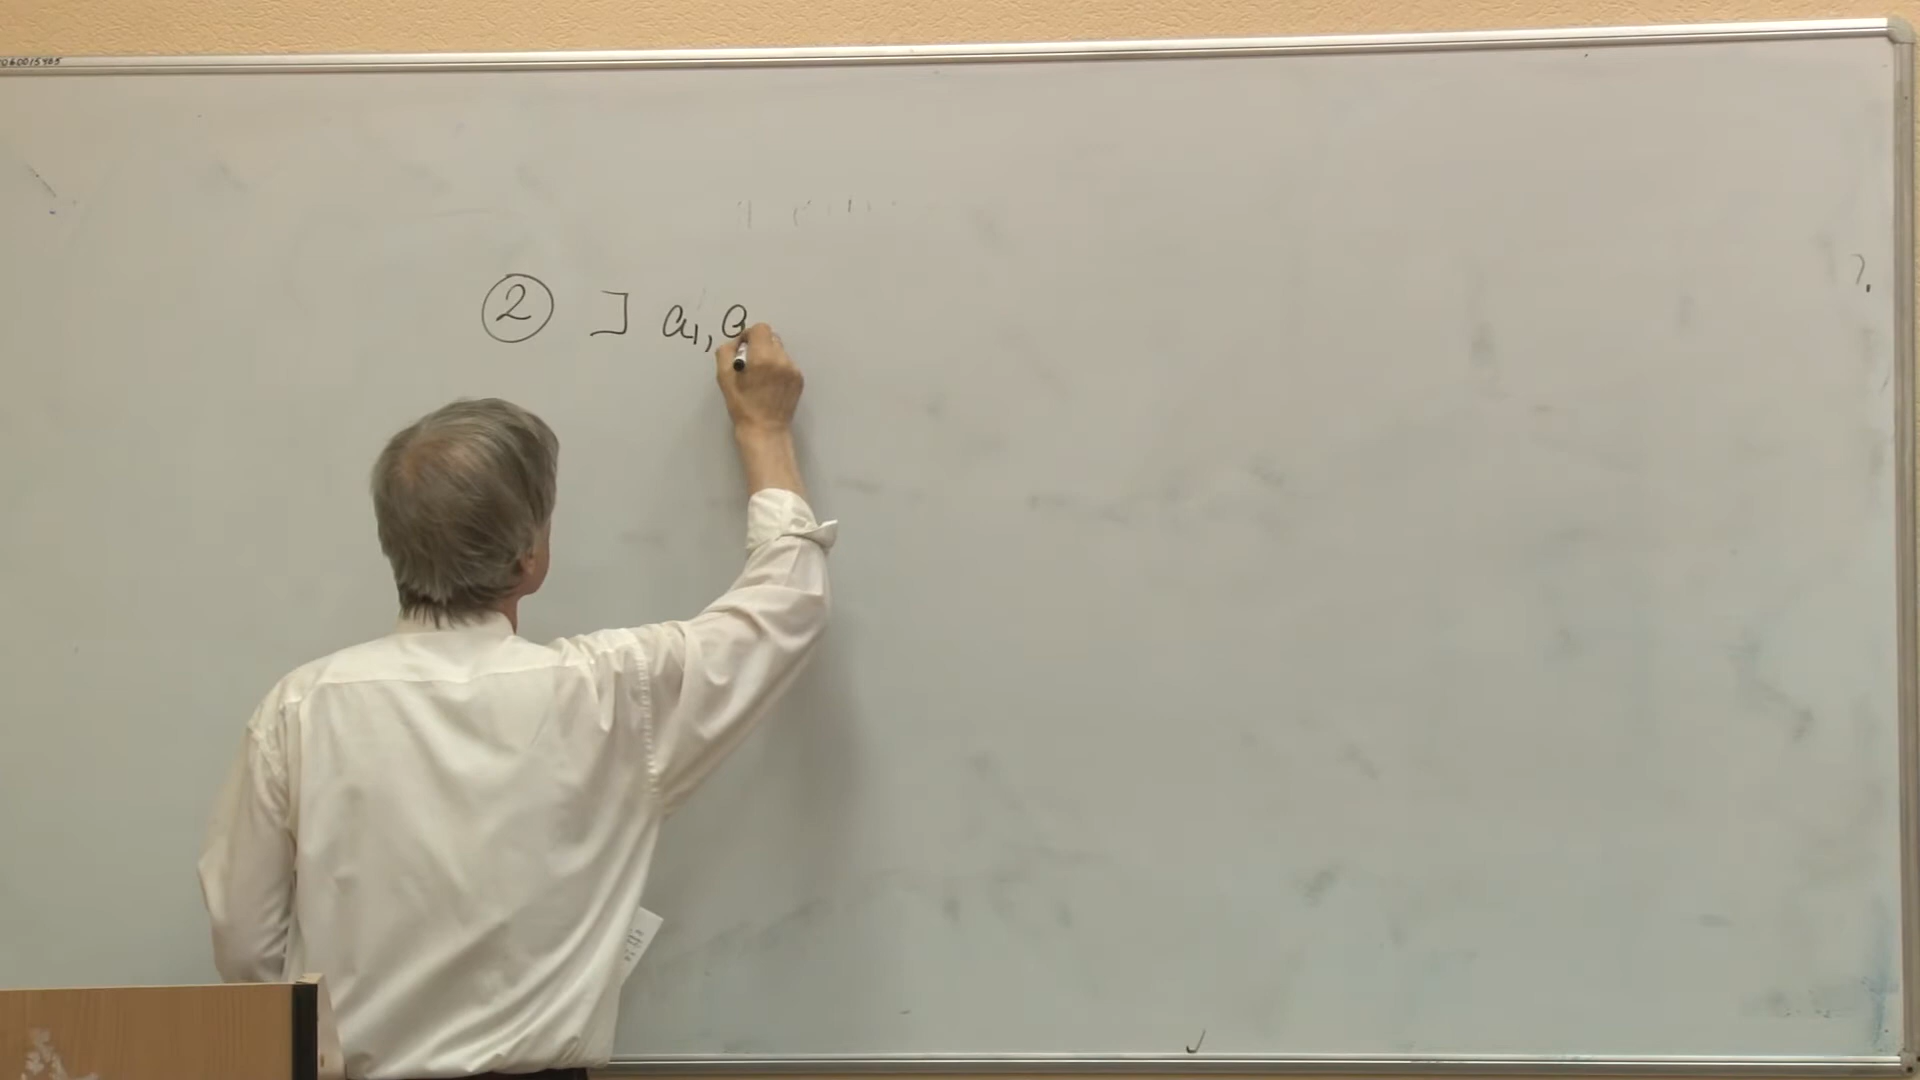 ② ⊐ a₁, a